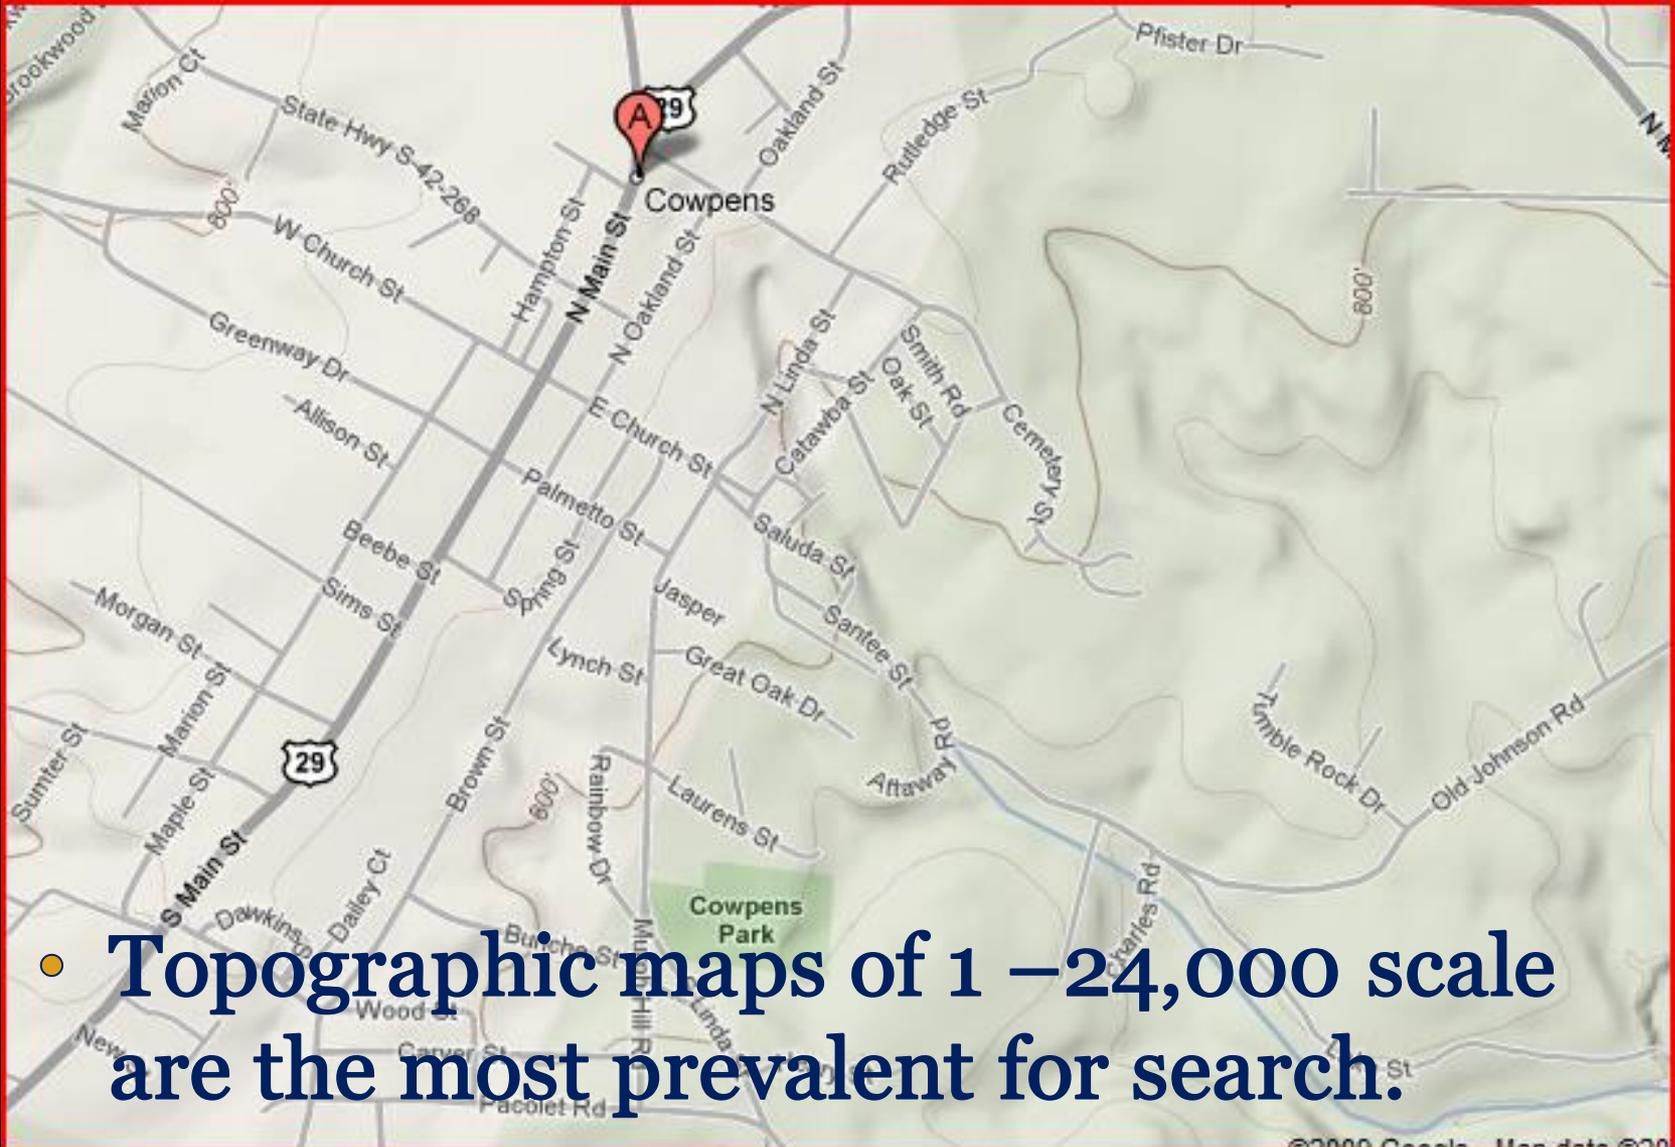 Pfister Dr
Marion Ct
State Hwy S-42-268
29
A
Oakland St
Rutledge St
Cowpens
800'
W Church St
Hampton St
N Main St
N Oakland St
800'
Greenway Dr
N Linda St
Smith Rd
Oak St
Allison St
E Church St
Catawba St
Cemetery St
Palmetto St
Beebe St
Saluda St
Spring St
Sims St
Jasper
Morgan St
Santee St
Lynch St
Great Oak Dr
Marion St
29
Sumter St
Brown St
800'
Rainbow Dr
Attaway Rd
Tumble Rock Dr
Old Johnson Rd
Maple St
Laurens St
S Main St
Dailey Ct
Charles Rd
Cowpens
Park
Dawkins
• Topographic maps of 1 –24,000 scale
are the most prevalent for search.
Wood St
Carver St
Pacolet Rd